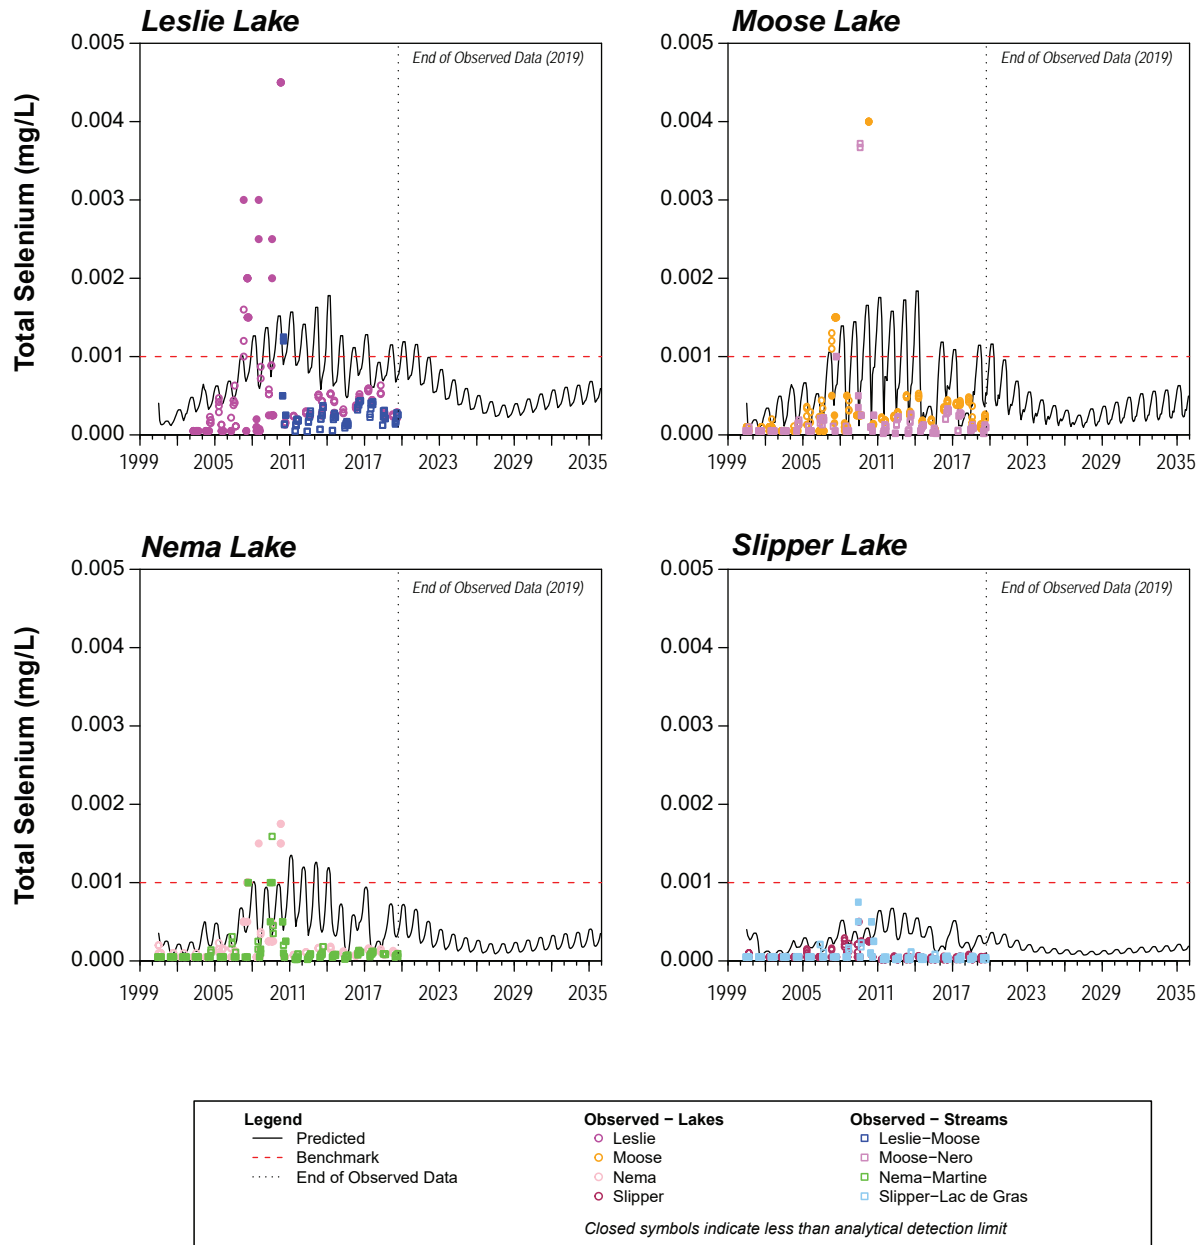 Leslie Lake
Moose Lake
Total Selenium (mg/L)
0.005
0.004
0.003
0.002
0.001
0.000
End of Observed Data (2019)
1999 2005 2011 2017 2023 2029 2035
0.005
0.004
0.003
0.002
0.001
0.000
End of Observed Data (2019)
1999 2005 2011 2017 2023 2029 2035
Nema Lake
Slipper Lake
Total Selenium (mg/L)
0.005
0.004
0.003
0.002
0.001
0.000
End of Observed Data (2019)
1999 2005 2011 2017 2023 2029 2035
0.005
0.004
0.003
0.002
0.001
0.000
End of Observed Data (2019)
1999 2005 2011 2017 2023 2029 2035
Legend
Predicted
Benchmark
End of Observed Data
Observed − Lakes
Leslie
Moose
Nema
Slipper
Observed − Streams
Leslie−Moose
Moose−Nero
Nema−Martine
Slipper−Lac de Gras
Closed symbols indicate less than analytical detection limit